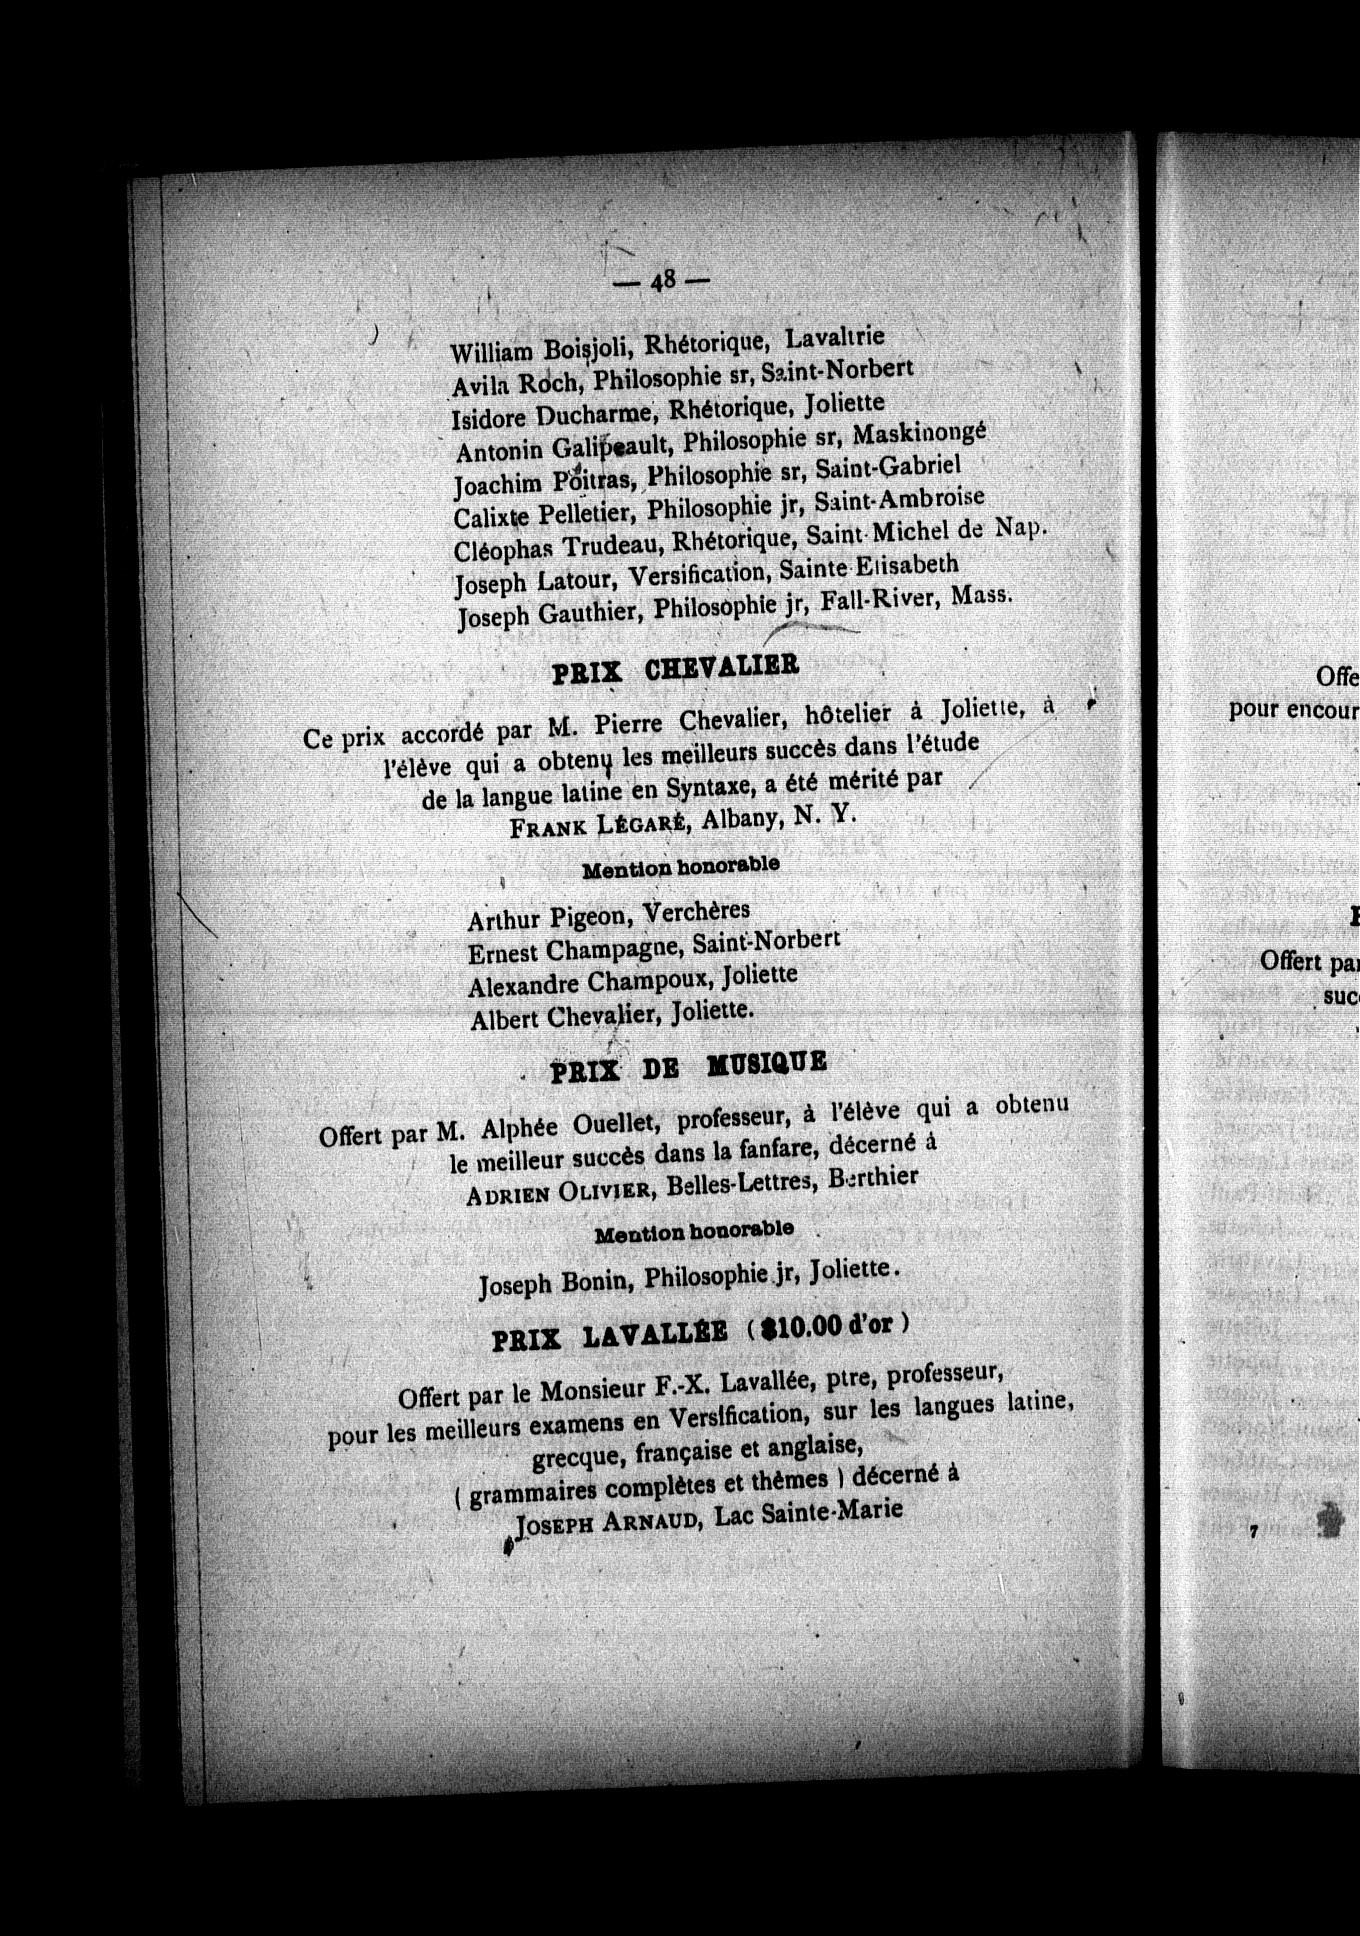 — 48 —
William Boisjoli, Rhétorique, Lavaltrie
Avila Roch, Philosophie sr, Saint-Norbert
Isidore Ducharme, Rhétorique, Joliette
Antonin Galipeault, Philosophie sr, Maskinongé
Joachim Poitras, Philosophie sr, Saint-Gabriel
Calixte Pelletier, Philosophie jr, Saint-Ambroise
Cléophas Trudeau, Rhétorique, Saint-Michel de Nap.
Joseph Latour, Versification, Sainte-Elisabeth
Joseph Gauthier, Philosophie jr, Fall-River, Mass.
PRIX CHEVALIER
Ce prix accordé par M. Pierre Chevalier, hôtelier à Joliette, à
l'élève qui a obtenu les meilleurs succès dans l'étude
de la langue latine en Syntaxe, a été mérité par
FRANK LÉGARÉ, Albany, N. Y.
Mention honorable
Arthur Pigeon, Verchères
Ernest Champagne, Saint-Norbert
Alexandre Champoux, Joliette
Albert Chevalier, Joliette.
PRIX DE MUSIQUE
Offert par M. Alphée Ouellet, professeur, à l'élève qui a obtenu
le meilleur succès dans la fanfare, décerné à
ADRIEN OLIVIER, Belles-Lettres, Berthier
Mention honorable
Joseph Bonin, Philosophie jr, Joliette.
PRIX LAVALLÉE ( $10.00 d'or )
Offert par le Monsieur F.-X. Lavallée, ptre, professeur,
pour les meilleurs examens en Versification, sur les langues latine,
grecque, française et anglaise,
( grammaires complètes et thèmes ) décerné à
JOSEPH ARNAUD, Lac Sainte-Marie
Offe
pour encour
Offert par
succ
7